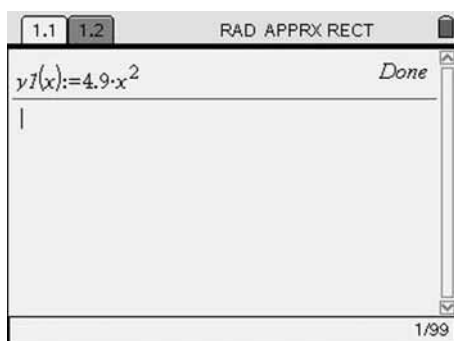 1.1 1.2 RAD APPRX RECT
y1(x):=4.9·x² Done
1/99